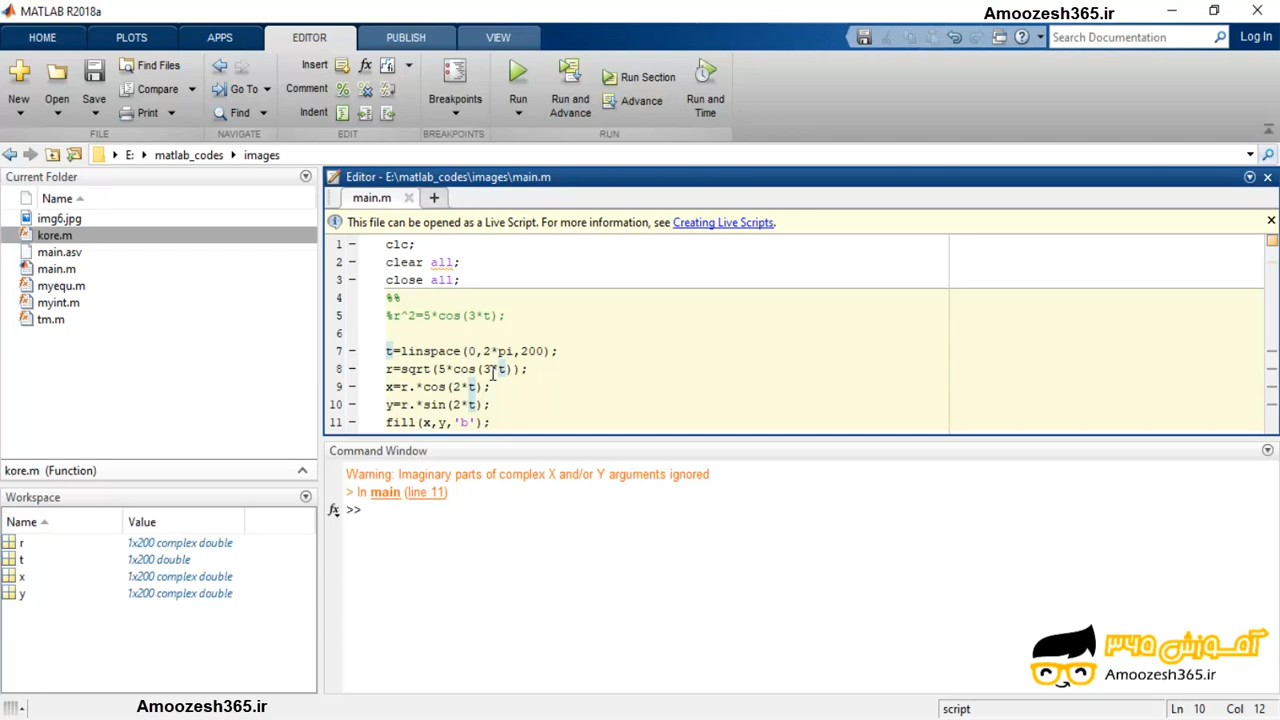 MATLAB R2018a
Amoozesh365.ir
HOME PLOTS APPS EDITOR PUBLISH VIEW
Search Documentation
Log In
New Open Save
Find Files
Compare
Print
Go To
Find
Insert
Comment
Indent
fx
Breakpoints
Run
Run and Advance
Run Section
Advance
Run and Time
FILE NAVIGATE EDIT BREAKPOINTS RUN
E: matlab_codes images
Current Folder
Name
img6.jpg
kore.m
main.asv
main.m
myequ.m
myint.m
tm.m
kore.m (Function)
Workspace
Name Value
r 1x200 complex double
t 1x200 double
x 1x200 complex double
y 1x200 complex double
Editor - E:\matlab_codes\images\main.m
main.m
This file can be opened as a Live Script. For more information, see Creating Live Scripts.
1 clc;
2 clear all;
3 close all;
4 %%
5 %r^2=5*cos(3*t);
6
7 t=linspace(0,2*pi,200);
8 r=sqrt(5*cos(3*t));
9 x=r.*cos(2*t);
10 y=r.*sin(2*t);
11 fill(x,y,'b');
Command Window
Warning: Imaginary parts of complex X and/or Y arguments ignored
> In main (line 11)
fx >>
آموزش ۳۶۵
Amoozesh365.ir
Amoozesh365.ir
script
Ln 10 Col 12